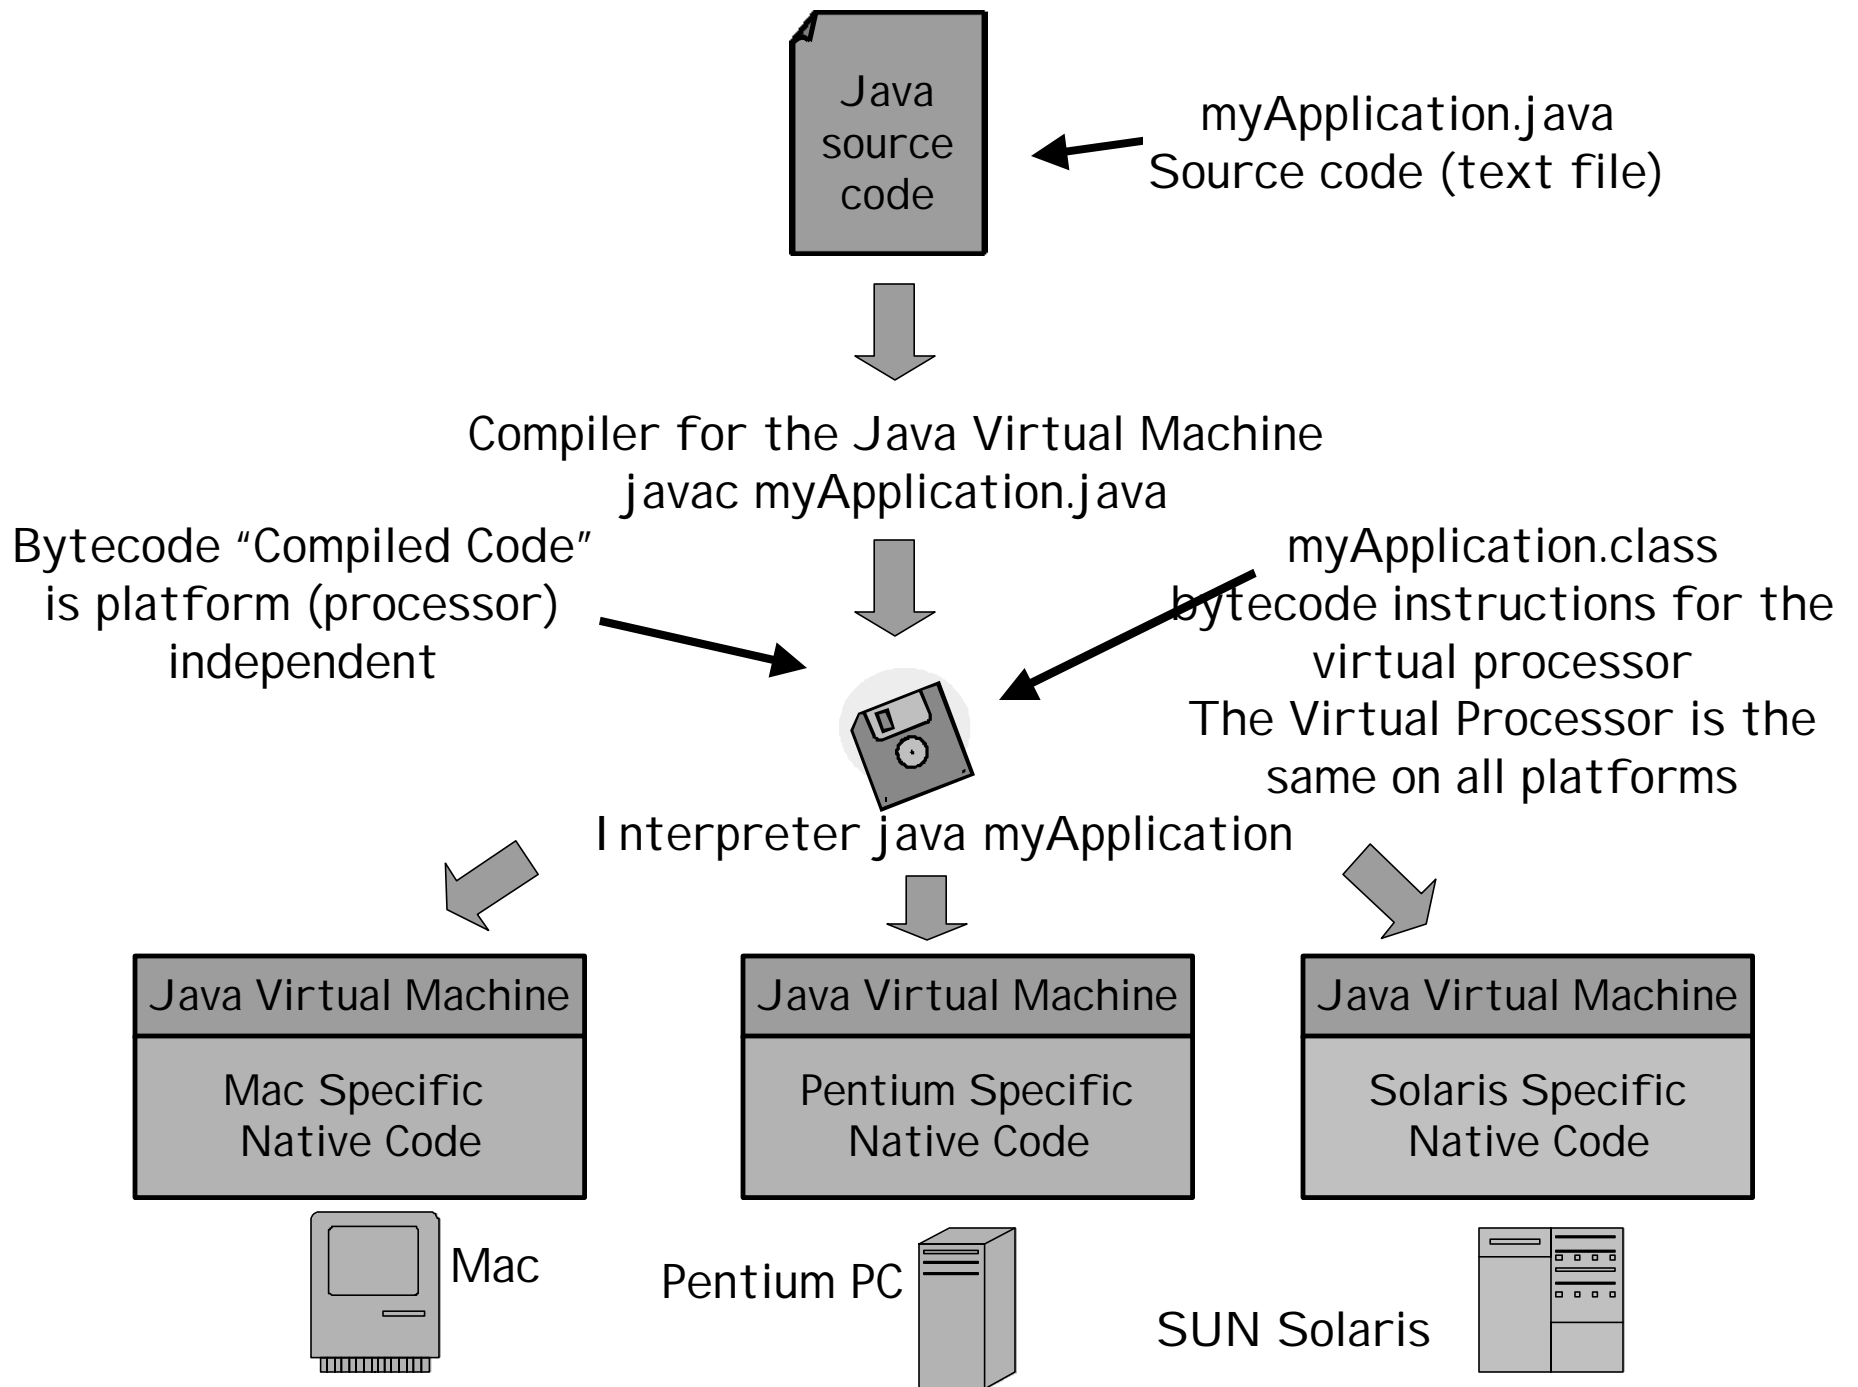 Java
source
code
myApplication.java
Source code (text file)
Compiler for the Java Virtual Machine
javac myApplication.java
Bytecode “Compiled Code”
is platform (processor)
independent
myApplication.class
bytecode instructions for the
virtual processor
The Virtual Processor is the
same on all platforms
Interpreter java myApplication
Java Virtual Machine
Mac Specific
Native Code
Java Virtual Machine
Pentium Specific
Native Code
Java Virtual Machine
Solaris Specific
Native Code
Mac
Pentium PC
SUN Solaris